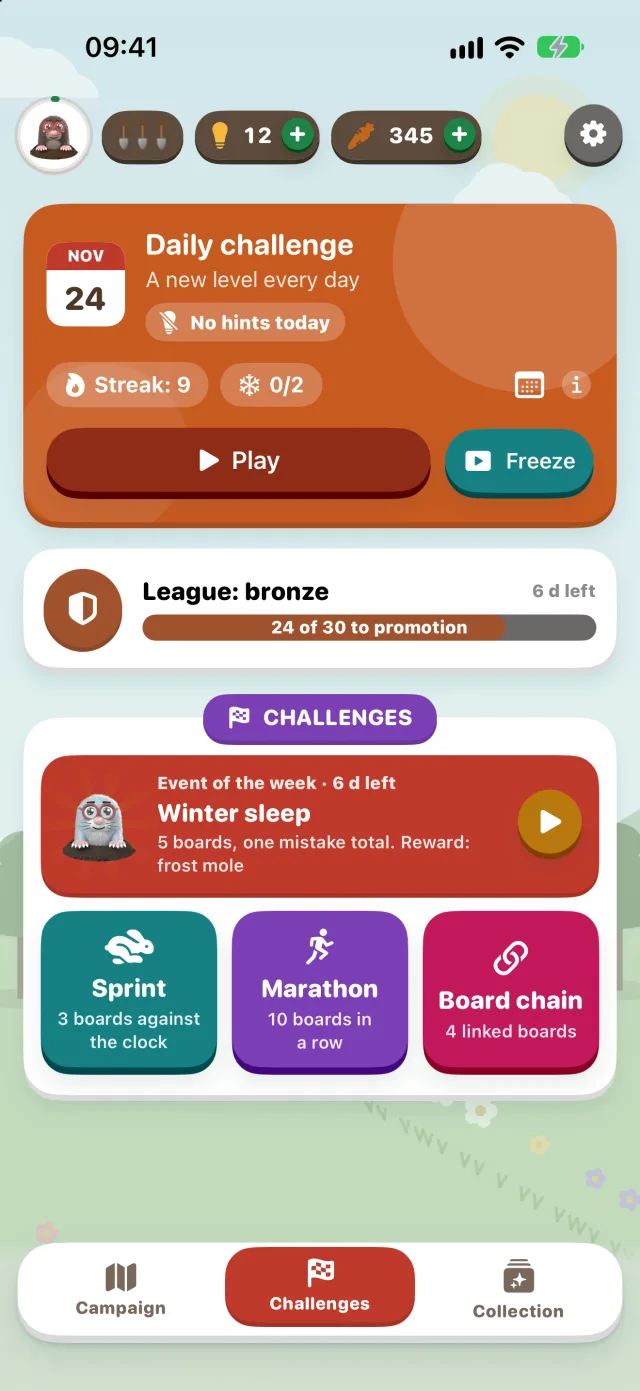 09:41
12
345
NOV
24
Daily challenge
A new level every day
No hints today
Streak: 9
0/2
Play
Freeze
League: bronze
6 d left
24 of 30 to promotion
CHALLENGES
Event of the week · 6 d left
Winter sleep
5 boards, one mistake total. Reward:
frost mole
Sprint
3 boards against
the clock
Marathon
10 boards in
a row
Board chain
4 linked boards
Campaign
Challenges
Collection